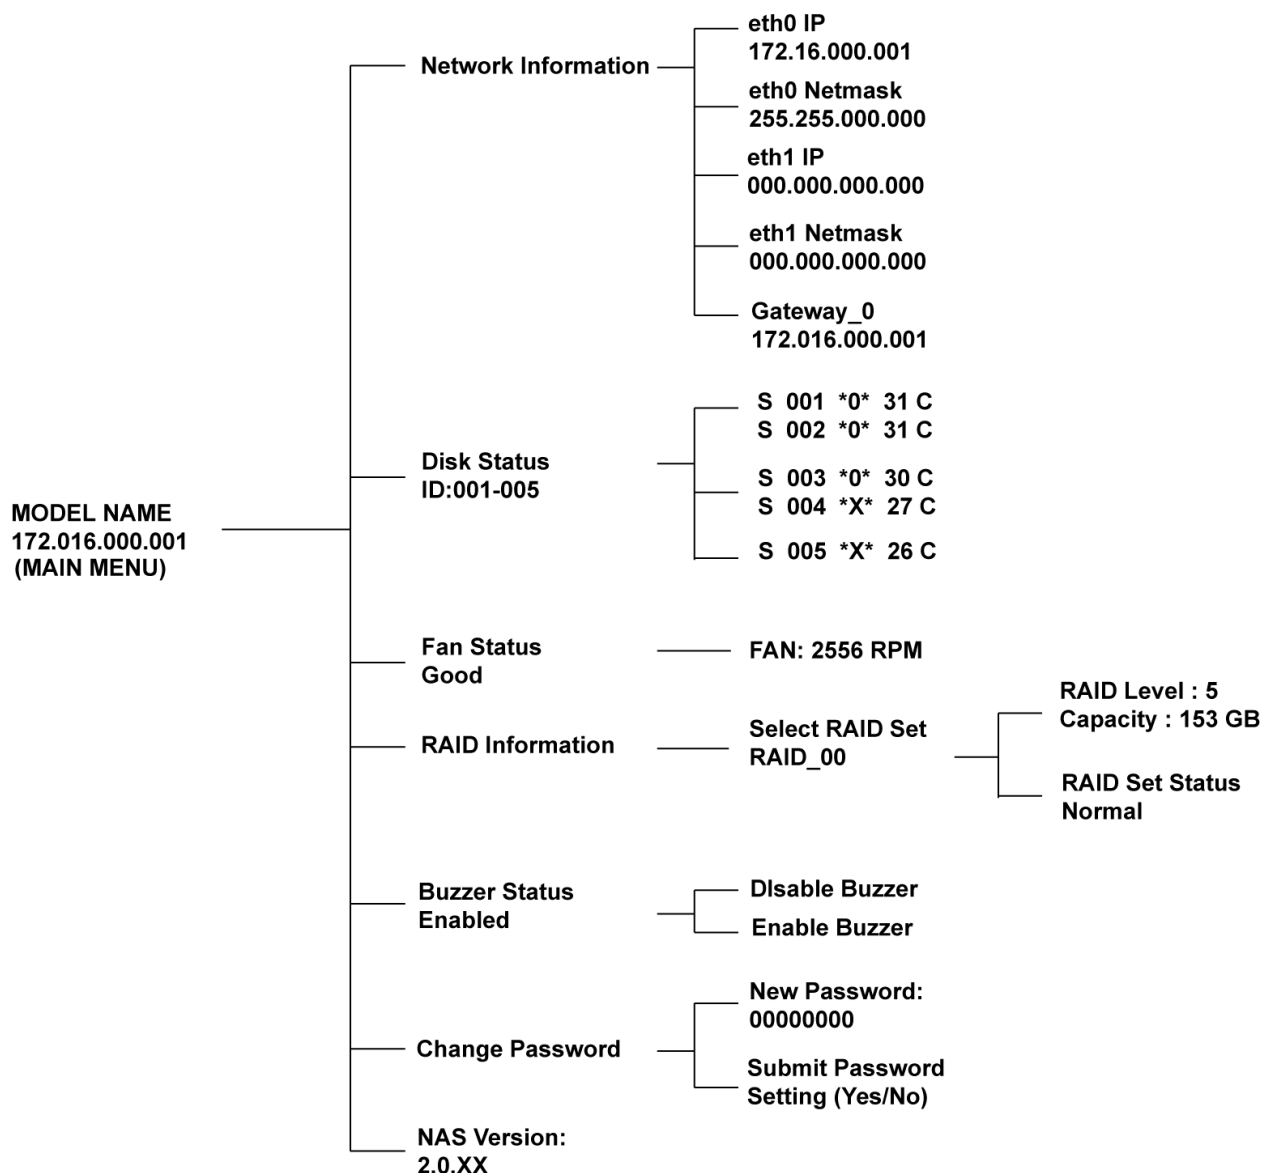 MODEL NAME
172.016.000.001
(MAIN MENU)
Network Information
eth0 IP
172.16.000.001
eth0 Netmask
255.255.000.000
eth1 IP
000.000.000.000
eth1 Netmask
000.000.000.000
Gateway_0
172.016.000.001
Disk Status
ID:001-005
S 001 *0* 31 C
S 002 *0* 31 C
S 003 *0* 30 C
S 004 *X* 27 C
S 005 *X* 26 C
Fan Status
Good
FAN: 2556 RPM
RAID Information
Select RAID Set
RAID_00
RAID Level : 5
Capacity : 153 GB
RAID Set Status
Normal
Buzzer Status
Enabled
DIsable Buzzer
Enable Buzzer
Change Password
New Password:
00000000
Submit Password
Setting (Yes/No)
NAS Version:
2.0.XX